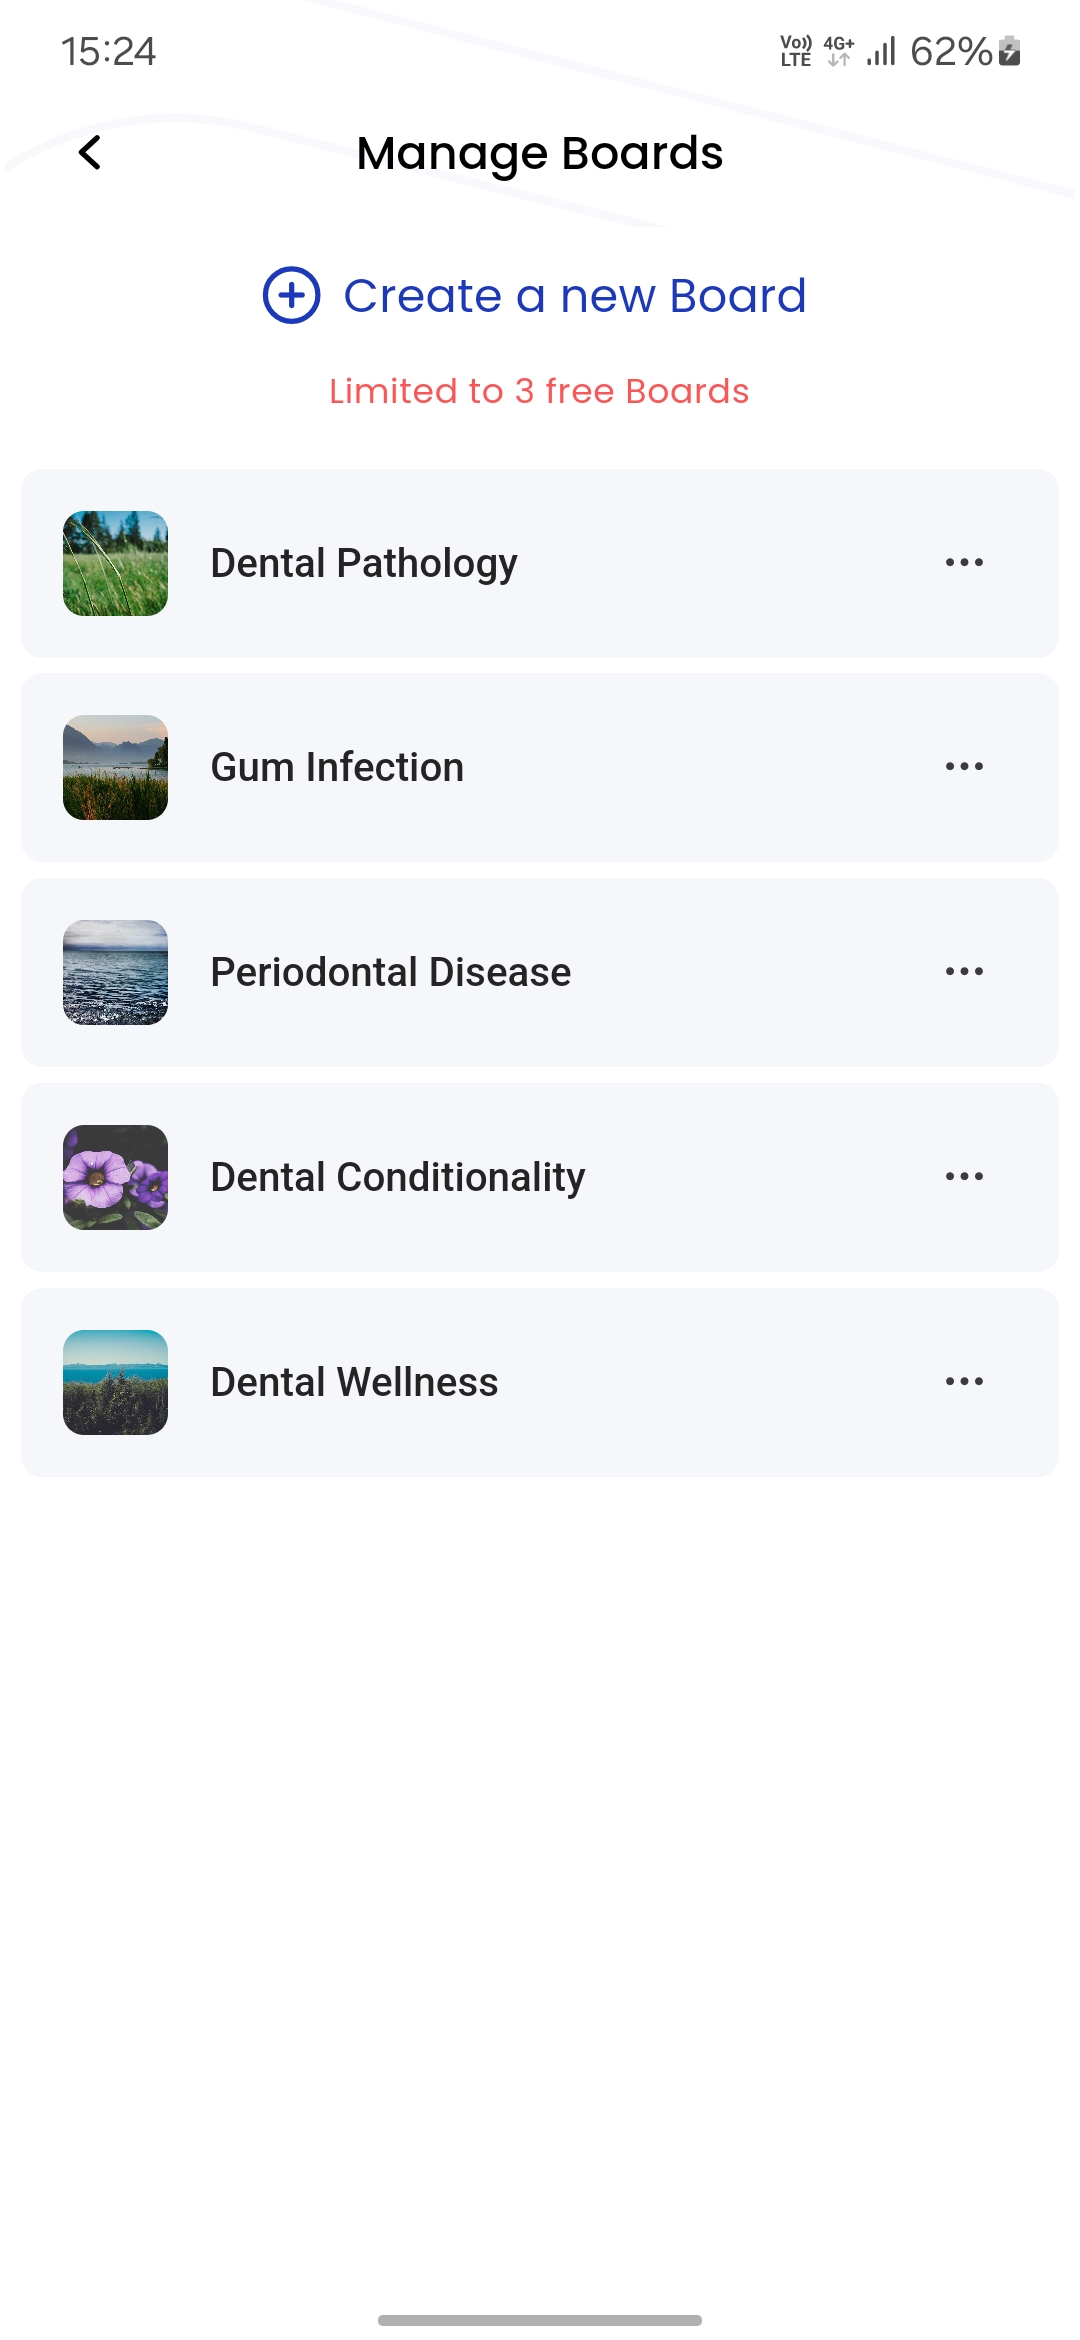 15:24
Vo)) LTE 4G+ 62%
Manage Boards
Create a new Board
Limited to 3 free Boards
Dental Pathology
Gum Infection
Periodontal Disease
Dental Conditionality
Dental Wellness